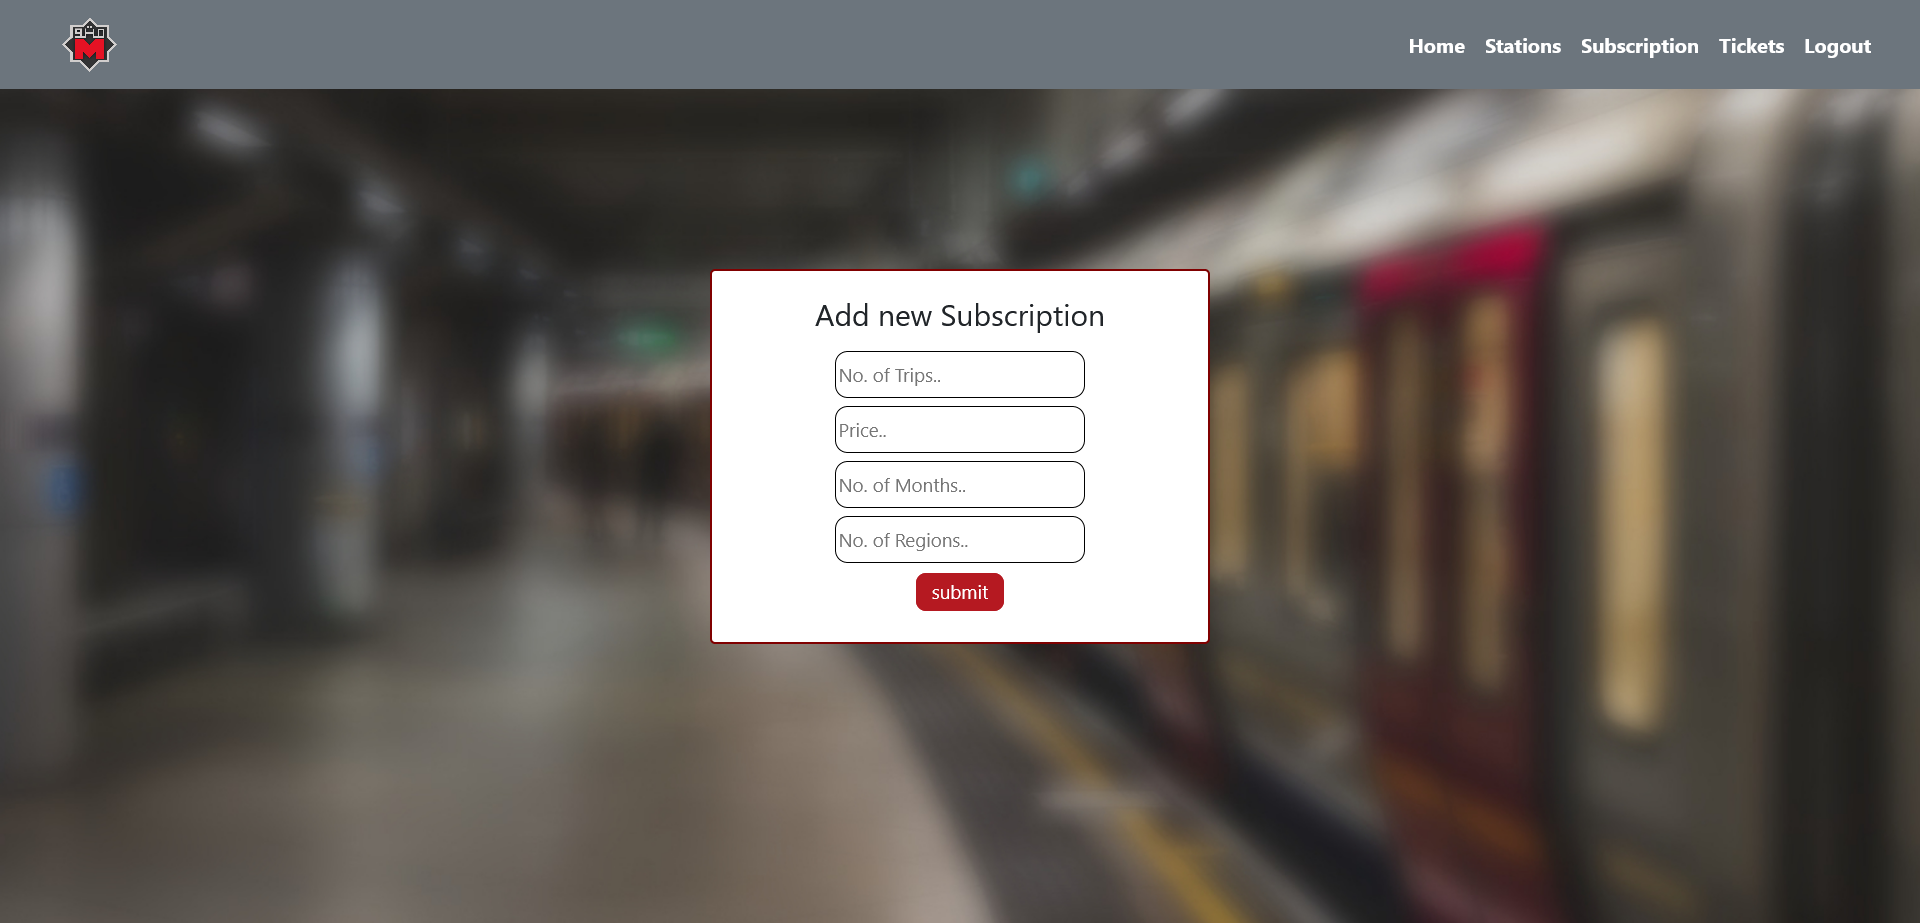 مترو
M
Home Stations Subscription Tickets Logout
Add new Subscription
No. of Trips..
Price..
No. of Months..
No. of Regions..
submit